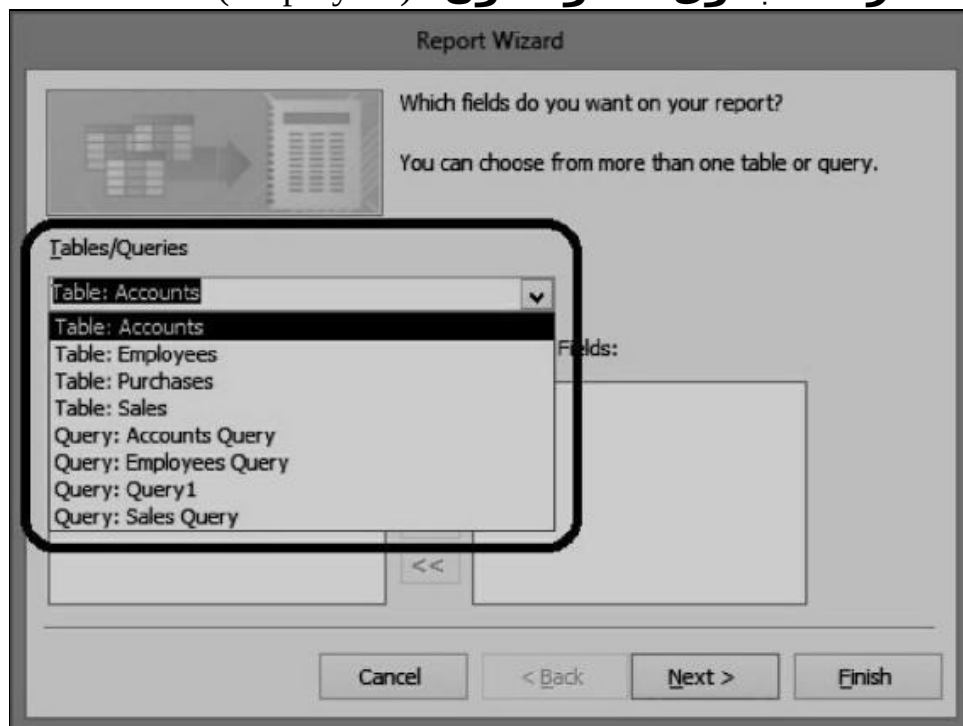 Report Wizard
Which fields do you want on your report?
You can choose from more than one table or query.
Tables/Queries
Table: Accounts
Table: Accounts
Table: Employees
Table: Purchases
Table: Sales
Query: Accounts Query
Query: Employees Query
Query: Query1
Query: Sales Query
Fields:
<<
Cancel
< Back
Next >
Finish